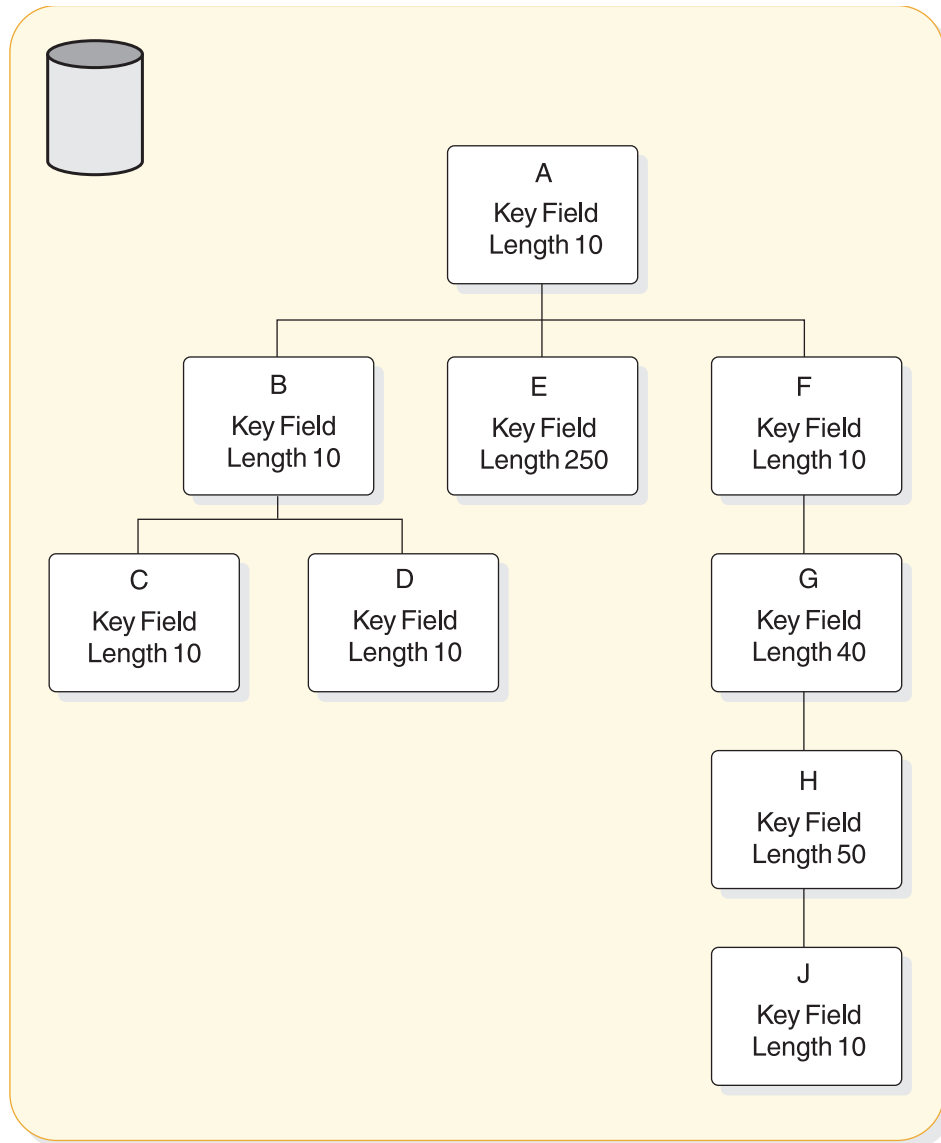 A
Key Field
Length 10
B
Key Field
Length 10
E
Key Field
Length 250
F
Key Field
Length 10
C
Key Field
Length 10
D
Key Field
Length 10
G
Key Field
Length 40
H
Key Field
Length 50
J
Key Field
Length 10